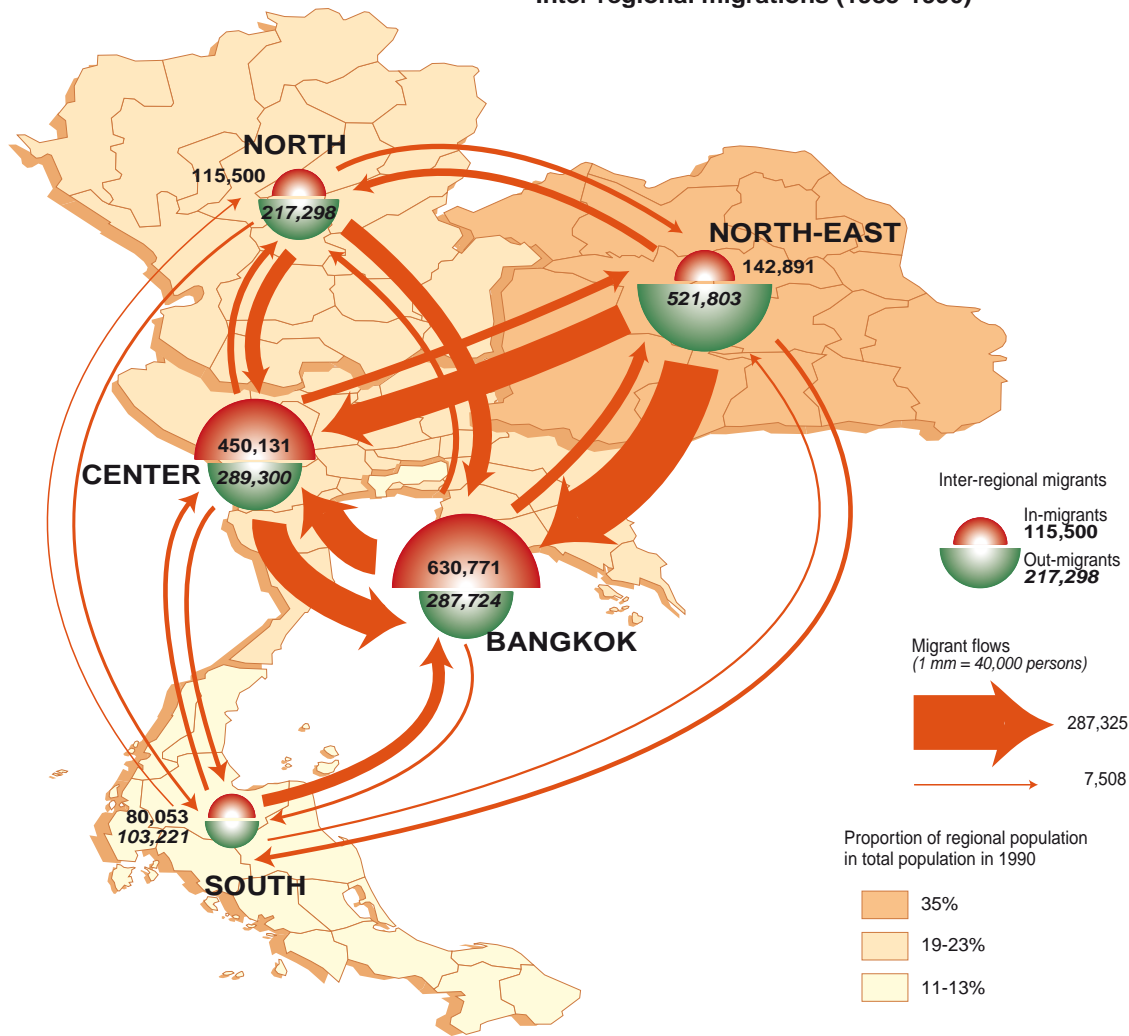 NORTH
115,500
217,298
NORTH-EAST
142,891
521,803
450,131
CENTER
289,300
630,771
287,724
BANGKOK
80,053
103,221
SOUTH
Inter-regional migrants
In-migrants
115,500
Out-migrants
217,298
Migrant flows
(1 mm = 40,000 persons)
287,325
7,508
Proportion of regional population
in total population in 1990
35%
19-23%
11-13%